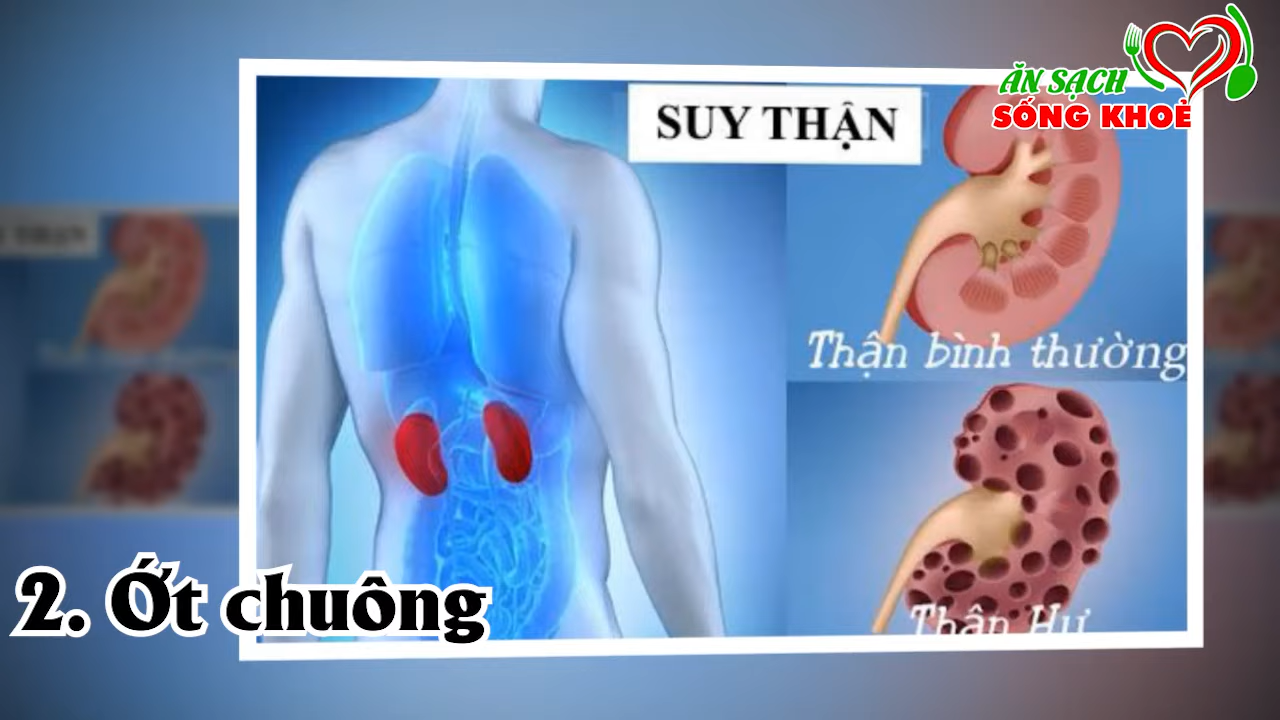 ĂN SẠCH
SỐNG KHOẺ
SUY THẬN
Thận bình thường
Thận Hư
2. Ớt chuông